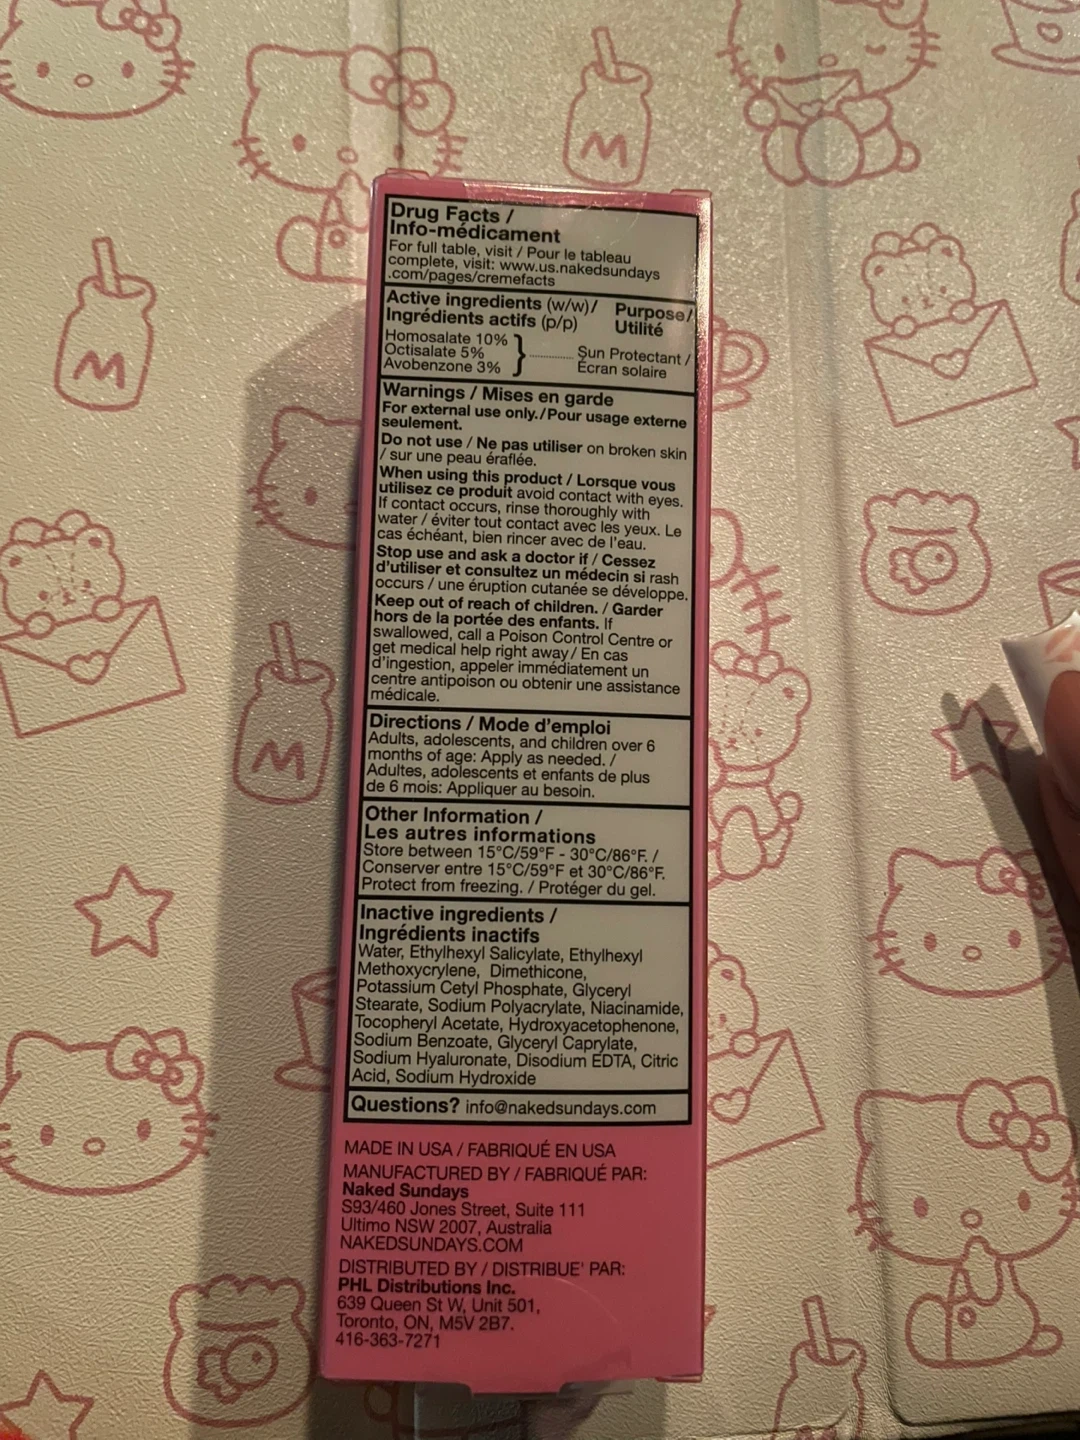 Drug Facts /
Info-médicament
For full table, visit / Pour le tableau
complete, visit: www.us.nakedsundays
.com/pages/cremefacts
Active ingredients (w/w)/
Ingrédients actifs (p/p)
Purpose/
Utilité
Homosalate 10%
Octisalate 5%
Avobenzone 3%
Sun Protectant /
Écran solaire
Warnings / Mises en garde
For external use only./Pour usage externe
seulement.
Do not use / Ne pas utiliser on broken skin
/ sur une peau éraflée.
When using this product / Lorsque vous
utilisez ce produit avoid contact with eyes.
If contact occurs, rinse thoroughly with
water / éviter tout contact avec les yeux. Le
cas échéant, bien rincer avec de l'eau.
Stop use and ask a doctor if / Cessez
d'utiliser et consultez un médecin si rash
occurs / une éruption cutanée se développe.
Keep out of reach of children. / Garder
hors de la portée des enfants. If
swallowed, call a Poison Control Centre or
get medical help right away/ En cas
d'ingestion, appeler immédiatement un
centre antipoison ou obtenir une assistance
médicale.
Directions / Mode d'emploi
Adults, adolescents, and children over 6
months of age: Apply as needed. /
Adultes, adolescents et enfants de plus
de 6 mois: Appliquer au besoin.
Other Information /
Les autres informations
Store between 15°C/59°F - 30°C/86°F. /
Conserver entre 15°C/59°F et 30°C/86°F.
Protect from freezing. / Protéger du gel.
Inactive ingredients /
Ingrédients inactifs
Water, Ethylhexyl Salicylate, Ethylhexyl
Methoxycrylene, Dimethicone,
Potassium Cetyl Phosphate, Glyceryl
Stearate, Sodium Polyacrylate, Niacinamide,
Tocopheryl Acetate, Hydroxyacetophenone,
Sodium Benzoate, Glyceryl Caprylate,
Sodium Hyaluronate, Disodium EDTA, Citric
Acid, Sodium Hydroxide
Questions? info@nakedsundays.com
MADE IN USA / FABRIQUÉ EN USA
MANUFACTURED BY / FABRIQUÉ PAR:
Naked Sundays
S93/460 Jones Street, Suite 111
Ultimo NSW 2007, Australia
NAKEDSUNDAYS.COM
DISTRIBUTED BY / DISTRIBUE' PAR:
PHL Distributions Inc.
639 Queen St W, Unit 501,
Toronto, ON, M5V 2B7.
416-363-7271
M
M
M